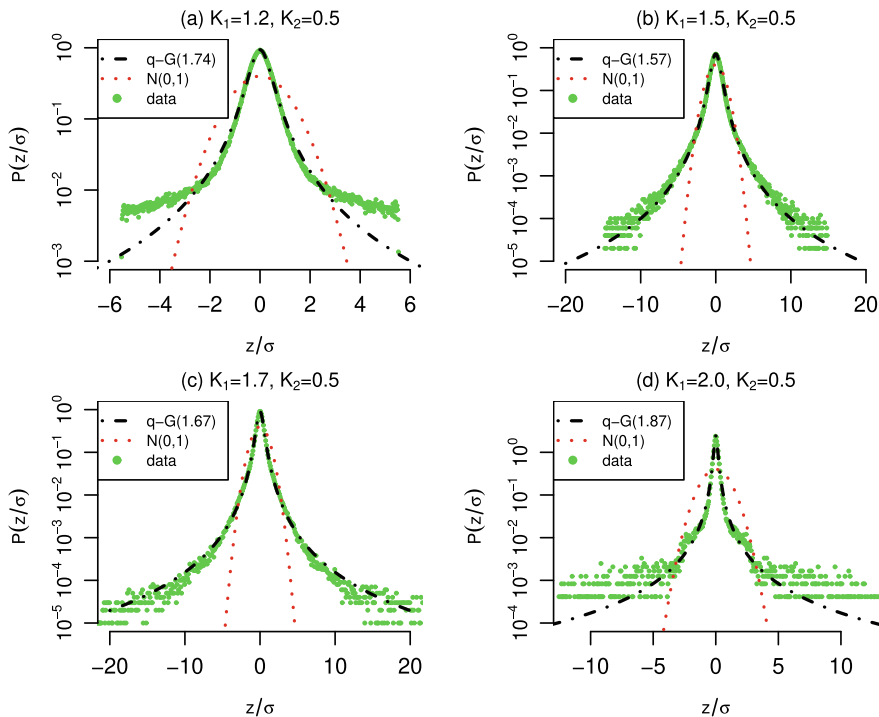 (a) K₁=1.2, K₂=0.5
q−G(1.74)
N(0,1)
data
P(z/σ)
10⁰
10⁻¹
10⁻²
10⁻³
−6 −4 −2 0 2 4 6
z/σ
(b) K₁=1.5, K₂=0.5
q−G(1.57)
N(0,1)
data
P(z/σ)
10⁰
10⁻¹
10⁻²
10⁻³
10⁻⁴
10⁻⁵
−20 −10 0 10 20
z/σ
(c) K₁=1.7, K₂=0.5
q−G(1.67)
N(0,1)
data
P(z/σ)
10⁰
10⁻¹
10⁻²
10⁻³
10⁻⁴
10⁻⁵
−20 −10 0 10 20
z/σ
(d) K₁=2.0, K₂=0.5
q−G(1.87)
N(0,1)
data
P(z/σ)
10⁰
10⁻¹
10⁻²
10⁻³
10⁻⁴
−10 −5 0 5 10
z/σ